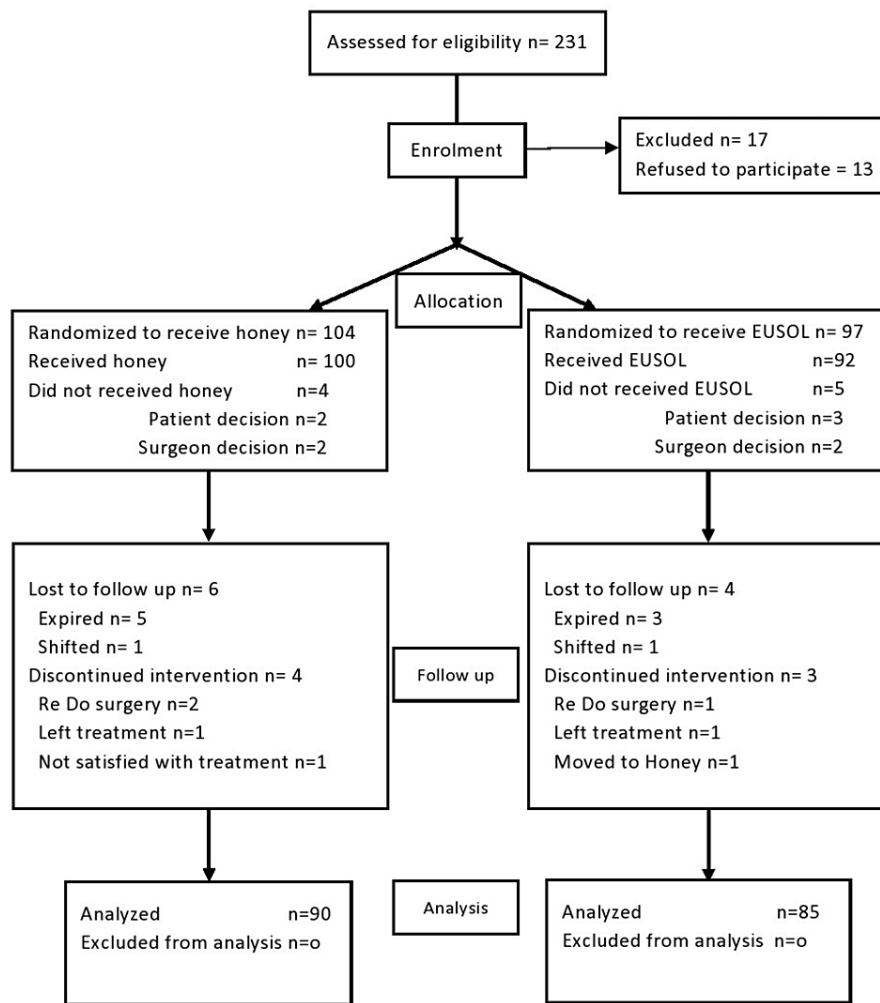 Assessed for eligibility n= 231
Enrolment
Excluded n= 17
Refused to participate = 13
Allocation
Randomized to receive honey n= 104
Received honey n= 100
Did not received honey n=4
Patient decision n=2
Surgeon decision n=2
Randomized to receive EUSOL n= 97
Received EUSOL n=92
Did not received EUSOL n=5
Patient decision n=3
Surgeon decision n=2
Lost to follow up n= 6
Expired n= 5
Shifted n= 1
Discontinued intervention n= 4
Re Do surgery n=2
Left treatment n=1
Not satisfied with treatment n=1
Follow up
Lost to follow up n= 4
Expired n= 3
Shifted n= 1
Discontinued intervention n= 3
Re Do surgery n=1
Left treatment n=1
Moved to Honey n=1
Analyzed n=90
Excluded from analysis n=o
Analysis
Analyzed n=85
Excluded from analysis n=o